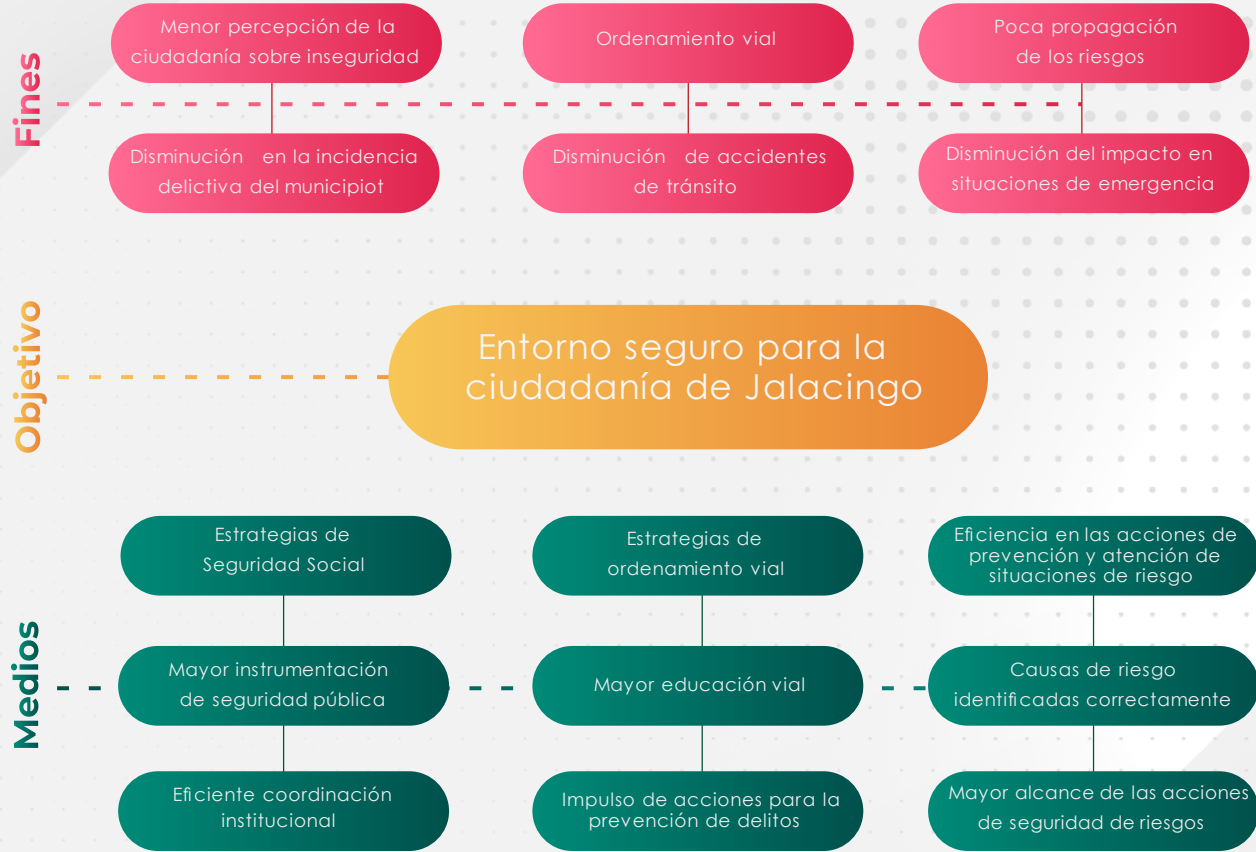 Fines
Menor percepción de la
ciudadanía sobre inseguridad
Ordenamiento vial
Poca propagación
de los riesgos
Disminución en la incidencia
delictiva del municipiot
Disminución de accidentes
de tránsito
Disminución del impacto en
situaciones de emergencia
Objetivo
Entorno seguro para la
ciudadanía de Jalacingo
Medios
Estrategias de
Seguridad Social
Estrategias de
ordenamiento vial
Eficiencia en las acciones de
prevención y atención de
situaciones de riesgo
Mayor instrumentación
de seguridad pública
Mayor educación vial
Causas de riesgo
identificadas correctamente
Eficiente coordinación
institucional
Impulso de acciones para la
prevención de delitos
Mayor alcance de las acciones
de seguridad de riesgos